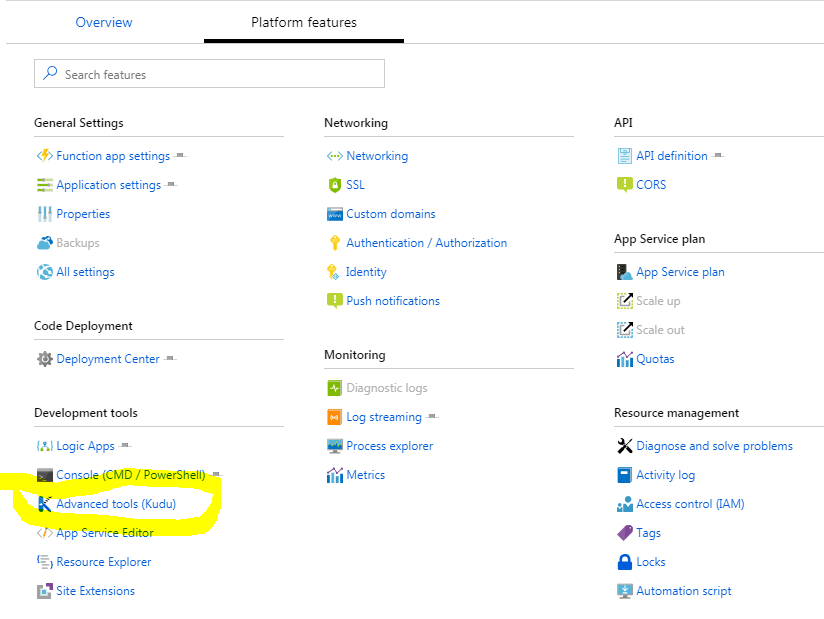 Overview
Platform features
Search features
General Settings
Function app settings
Application settings
Properties
Backups
All settings
Code Deployment
Deployment Center
Development tools
Logic Apps
Console (CMD / PowerShell)
Advanced tools (Kudu)
App Service Editor
Resource Explorer
Site Extensions
Networking
Networking
SSL
Custom domains
Authentication / Authorization
Identity
Push notifications
Monitoring
Diagnostic logs
Log streaming
Process explorer
Metrics
API
API definition
CORS
App Service plan
App Service plan
Scale up
Scale out
Quotas
Resource management
Diagnose and solve problems
Activity log
Access control (IAM)
Tags
Locks
Automation script